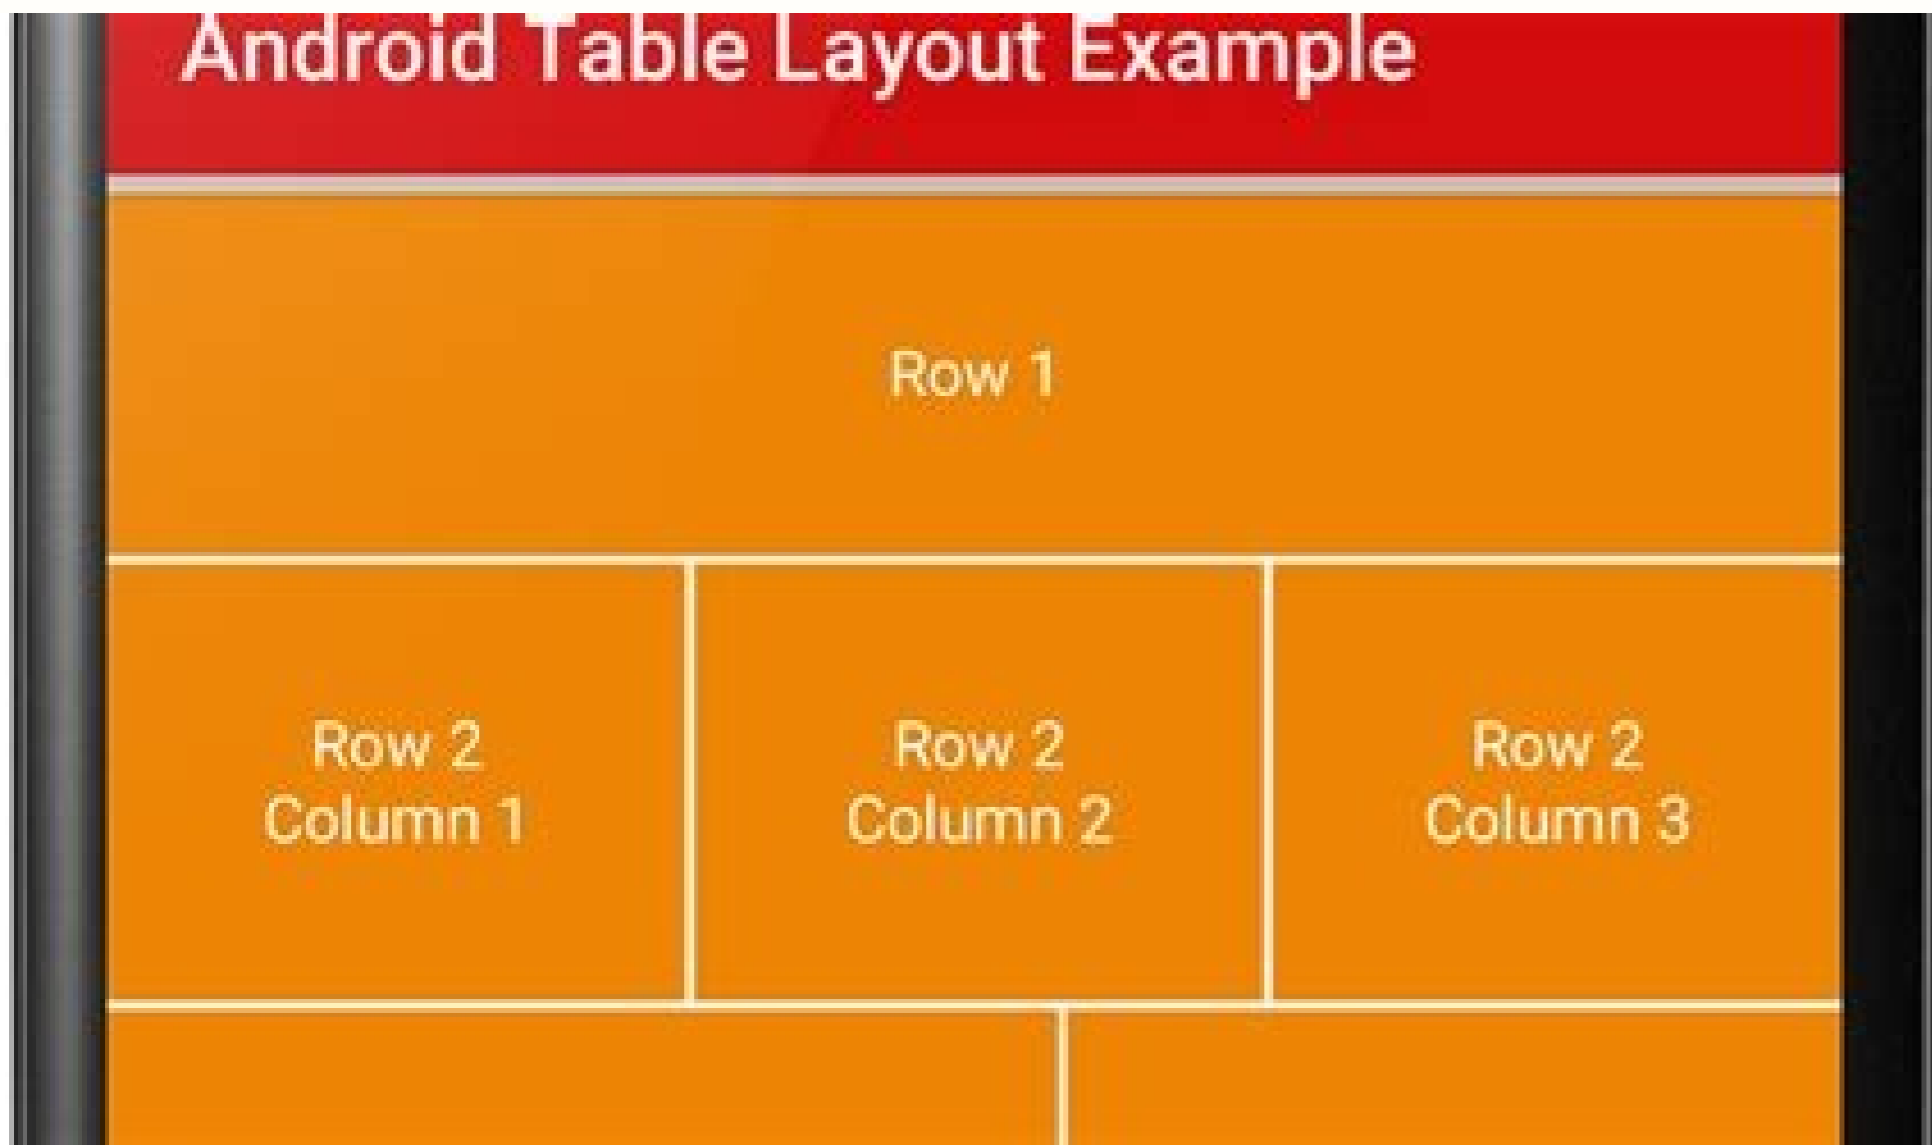 Android Table Layout Example
Row 1
Row 2
Column 1
Row 2
Column 2
Row 2
Column 3